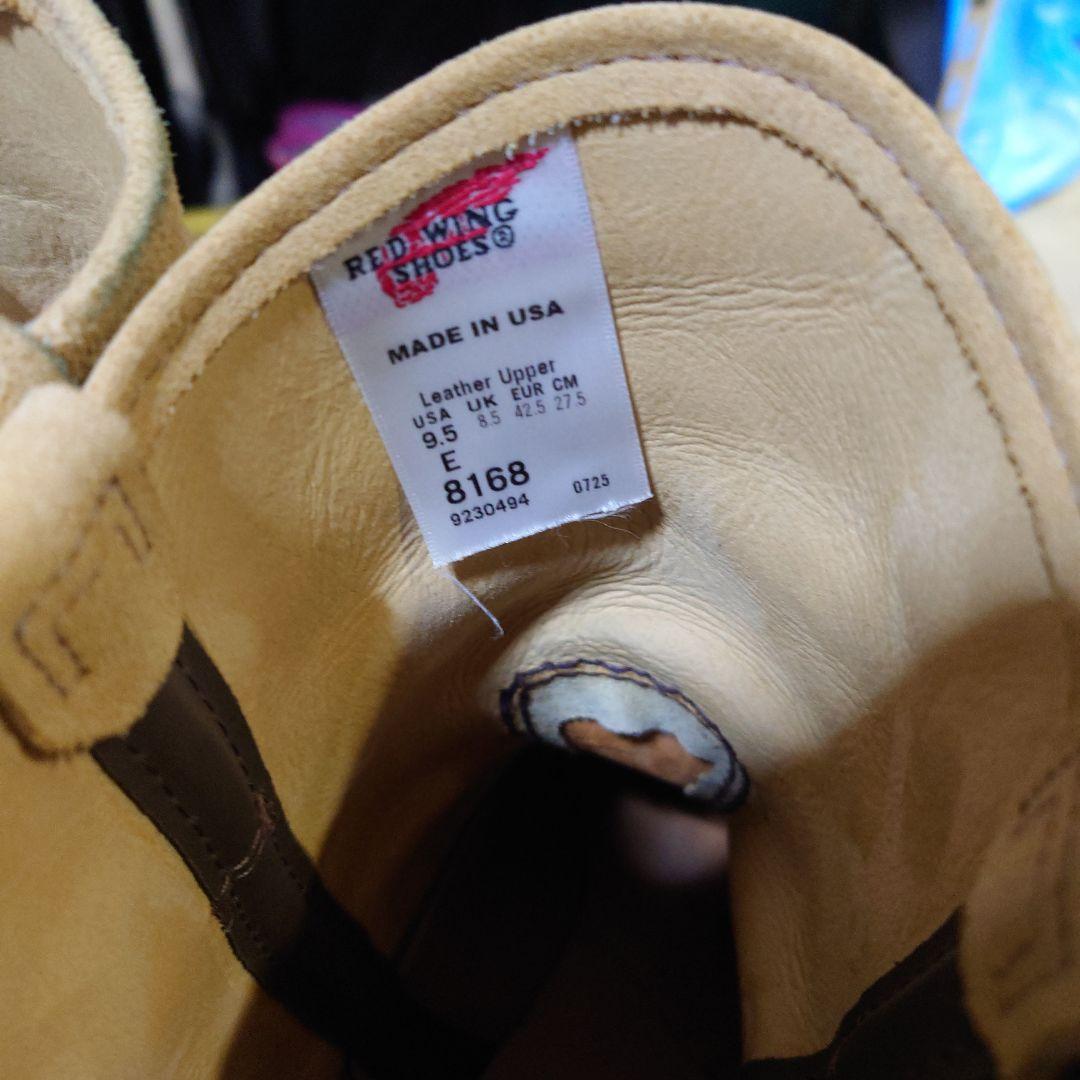 RED WING
SHOES®
MADE IN USA
Leather Upper
USA UK EUR CM
9.5 8.5 42.5 27.5
E
8168
9230494 0725